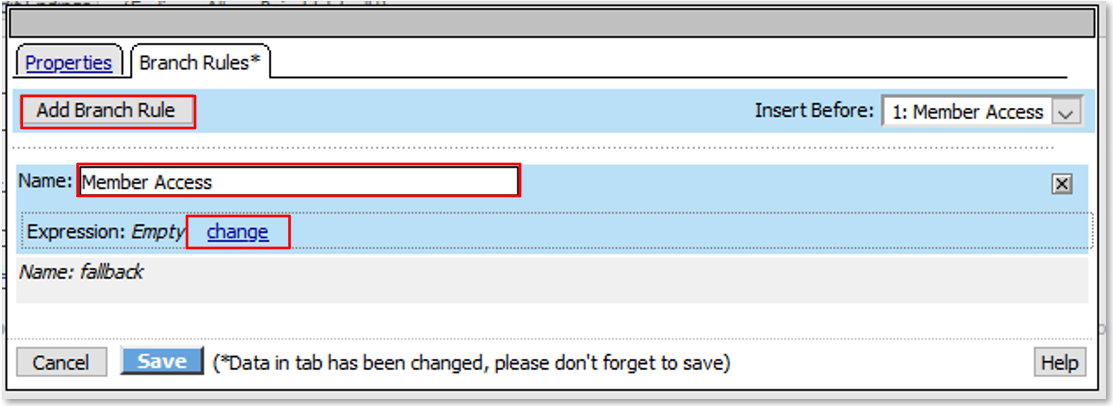 Properties Branch Rules*
Add Branch Rule Insert Before: 1: Member Access
Name: Member Access
Expression: Empty change
Name: fallback
Cancel Save (*Data in tab has been changed, please don't forget to save) Help